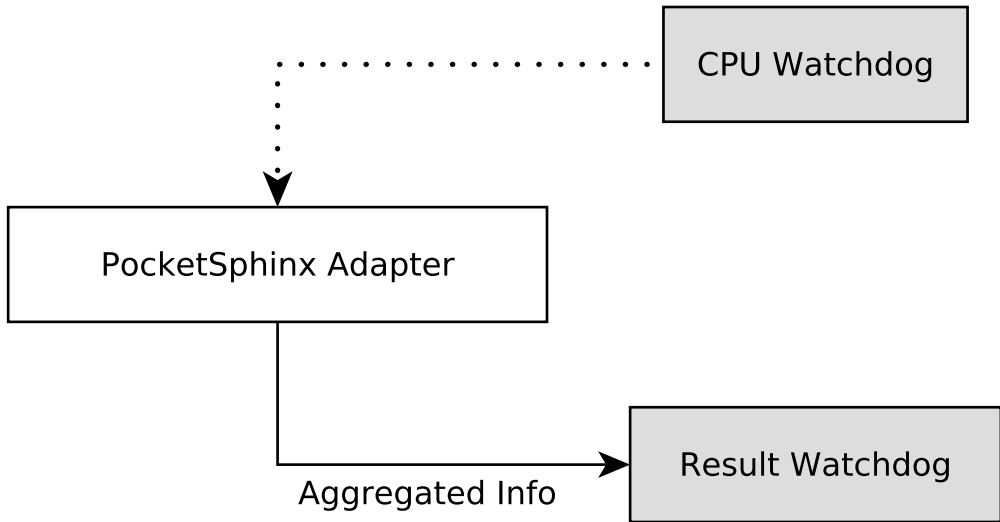 CPU Watchdog
PocketSphinx Adapter
Aggregated Info
Result Watchdog